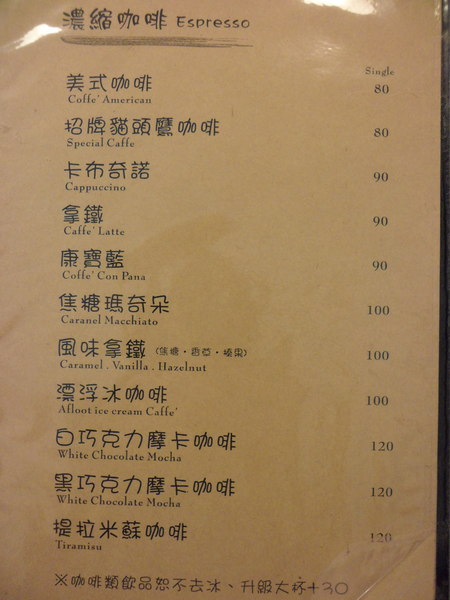 濃縮咖啡 Espresso
Single
美式咖啡 80
Coffe' American
招牌貓頭鷹咖啡 80
Special Caffe
卡布奇諾 90
Cappuccino
拿鐵 90
Caffe' Latte
康寶藍 90
Coffe' Con Pana
焦糖瑪奇朵 100
Caranel Macchiato
風味拿鐵 (焦糖・香草・榛果) 100
Caramel . Vanilla . Hazelnut
漂浮冰咖啡 100
Afloot ice cream Caffe'
白巧克力摩卡咖啡 120
White Chocolate Mocha
黑巧克力摩卡咖啡 120
White Chocolate Mocha
提拉米蘇咖啡 120
Tiramisu
※咖啡類飲品恕不去冰、升級大杯+30